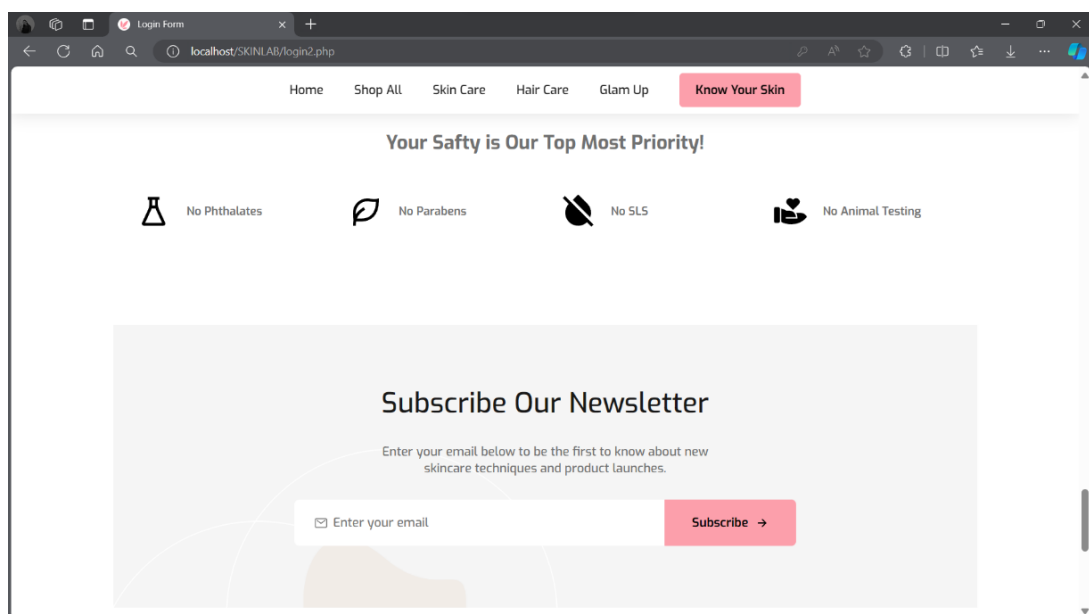 Login Form
localhost/SKINLAB/login2.php
Home Shop All Skin Care Hair Care Glam Up Know Your Skin
Your Safty is Our Top Most Priority!
No Phthalates No Parabens No SLS No Animal Testing
Subscribe Our Newsletter
Enter your email below to be the first to know about new
skincare techniques and product launches.
Enter your email Subscribe →